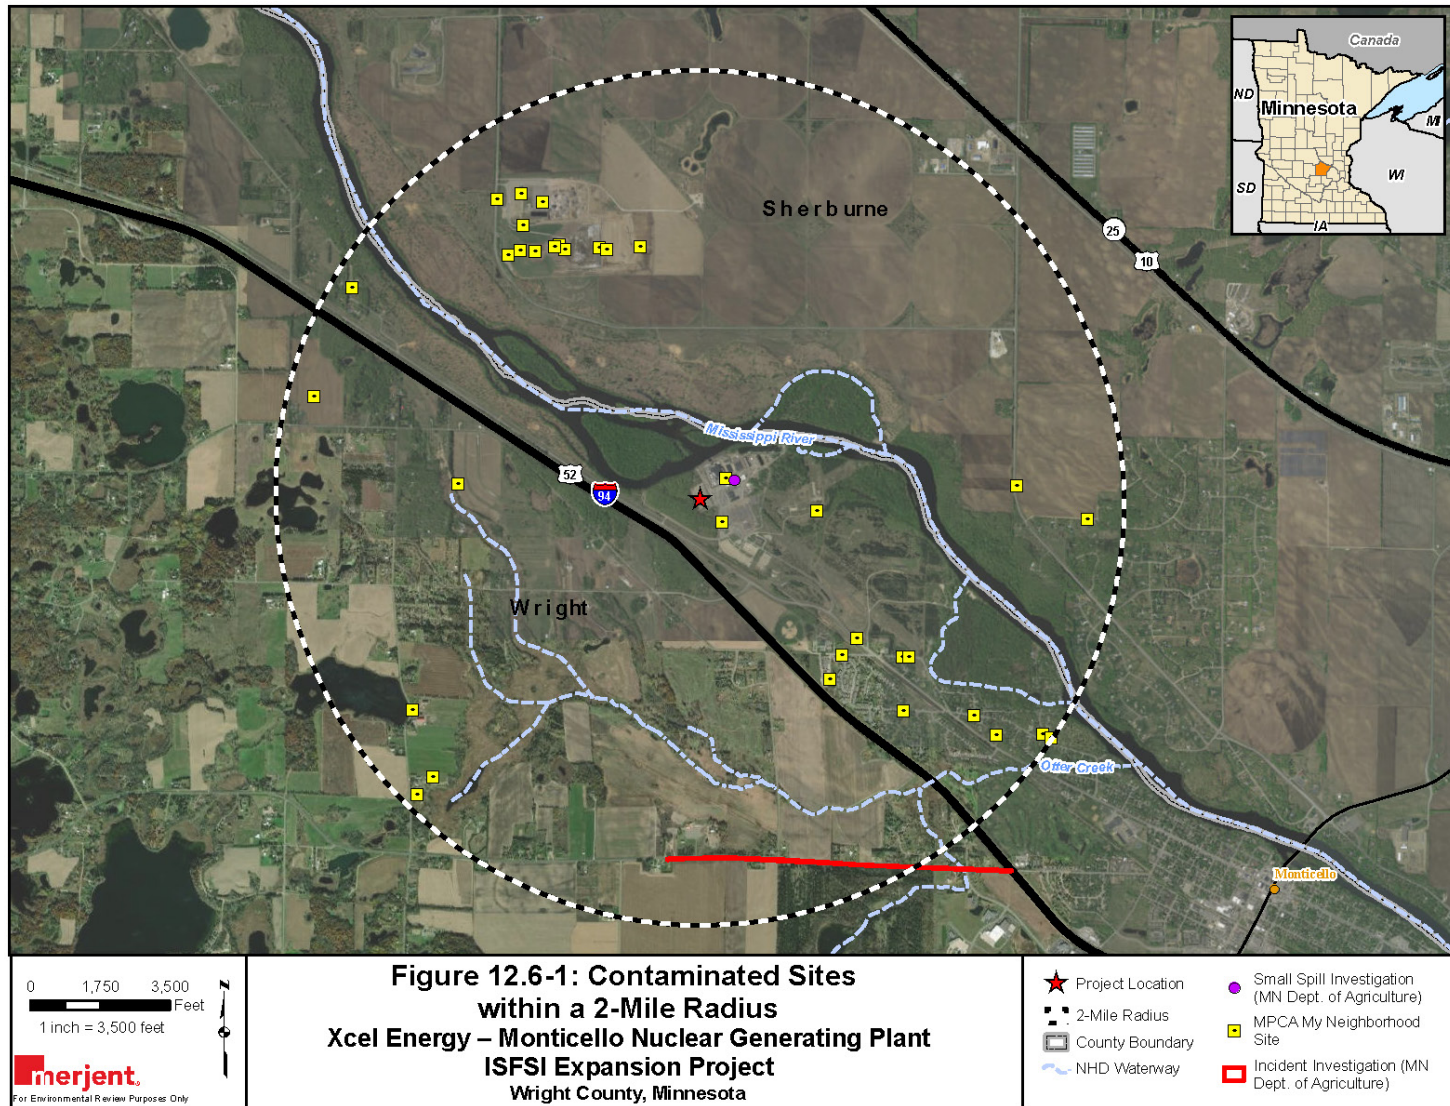 Canada
ND
Minnesota
MI
SD
WI
IA
Sherburne
25
10
Mississippi River
52
94
Wright
Otter Creek
Monticello
0 1,750 3,500
Feet
1 inch = 3,500 feet
N
merjent.
For Environmental Review Purposes Only
Figure 12.6-1: Contaminated Sites
within a 2-Mile Radius
Xcel Energy – Monticello Nuclear Generating Plant
ISFSI Expansion Project
Wright County, Minnesota
Project Location
2-Mile Radius
County Boundary
NHD Waterway
Small Spill Investigation
(MN Dept. of Agriculture)
MPCA My Neighborhood
Site
Incident Investigation (MN
Dept. of Agriculture)